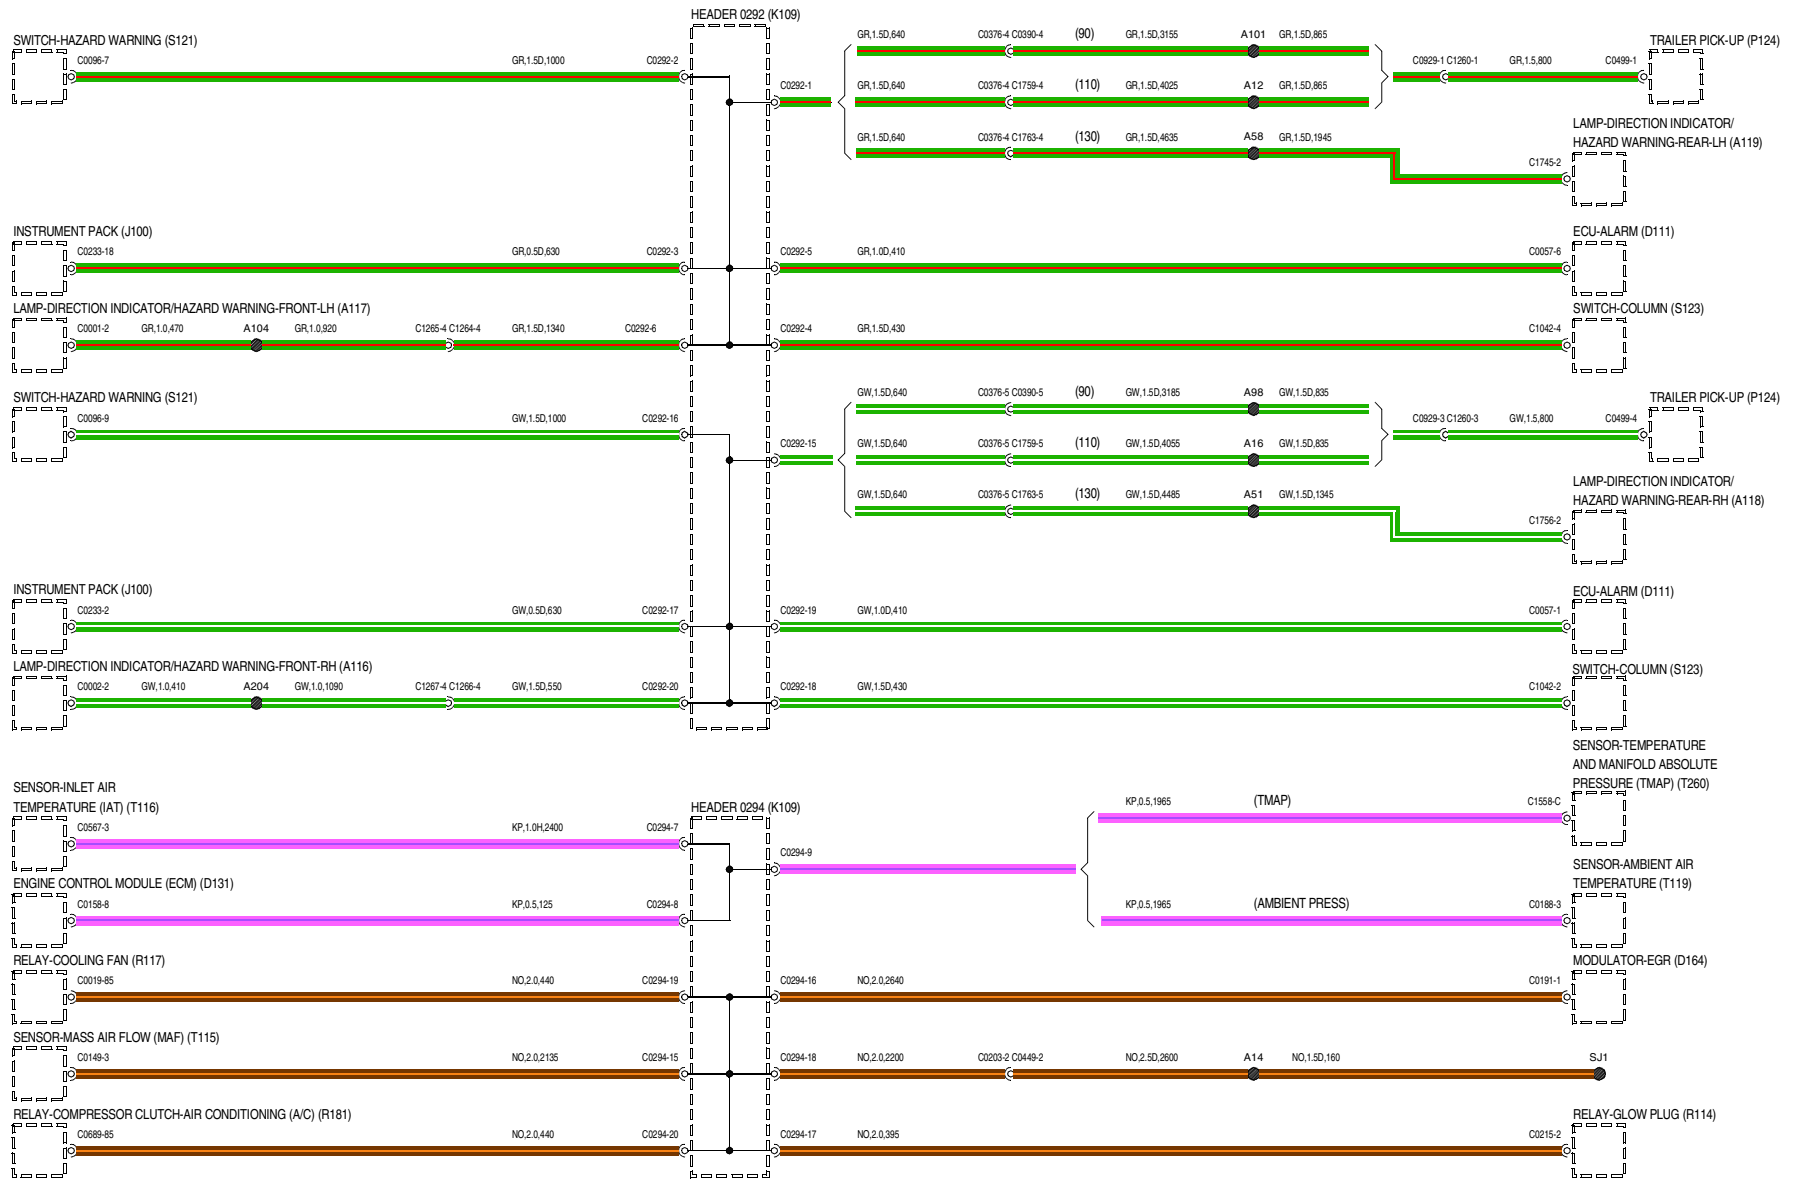 HEADER 0292 (K109)
SWITCH-HAZARD WARNING (S121)
C0096-7 GR,1.5D,1000 C0292-2
C0292-1
GR,1.5D,640 C0376-4 C0390-4 (90) GR,1.5D,3155 A101 GR,1.5D,865
GR,1.5D,640 C0376-4 C1759-4 (110) GR,1.5D,4025 A12 GR,1.5D,865
GR,1.5D,640 C0376-4 C1763-4 (130) GR,1.5D,4635 A58 GR,1.5D,1945
TRAILER PICK-UP (P124)
C0929-1 C1260-1 GR,1.5,800 C0499-1
LAMP-DIRECTION INDICATOR/
HAZARD WARNING-REAR-LH (A119)
C1745-2
INSTRUMENT PACK (J100)
C0233-18 GR,0.5D,630 C0292-3
C0292-5 GR,1.0D,410 C0057-6
ECU-ALARM (D111)
LAMP-DIRECTION INDICATOR/HAZARD WARNING-FRONT-LH (A117)
C0001-2 GR,1.0,470 A104 GR,1.0,920 C1265-4 C1264-4 GR,1.5D,1340 C0292-6
C0292-4 GR,1.5D,430 C1042-4
SWITCH-COLUMN (S123)
SWITCH-HAZARD WARNING (S121)
C0096-9 GW,1.5D,1000 C0292-16
C0292-15
GW,1.5D,640 C0376-5 C0390-5 (90) GW,1.5D,3185 A98 GW,1.5D,835
GW,1.5D,640 C0376-5 C1759-5 (110) GW,1.5D,4055 A16 GW,1.5D,835
GW,1.5D,640 C0376-5 C1763-5 (130) GW,1.5D,4485 A51 GW,1.5D,1345
TRAILER PICK-UP (P124)
C0929-3 C1260-3 GW,1.5,800 C0499-4
LAMP-DIRECTION INDICATOR/
HAZARD WARNING-REAR-RH (A118)
C1756-2
INSTRUMENT PACK (J100)
C0233-2 GW,0.5D,630 C0292-17
C0292-19 GW,1.0D,410 C0057-1
ECU-ALARM (D111)
LAMP-DIRECTION INDICATOR/HAZARD WARNING-FRONT-RH (A116)
C0002-2 GW,1.0,410 A204 GW,1.0,1090 C1267-4 C1266-4 GW,1.5D,550 C0292-20
C0292-18 GW,1.5D,430 C1042-2
SWITCH-COLUMN (S123)
SENSOR-INLET AIR
TEMPERATURE (IAT) (T116)
C0567-3 KP,1.0H,2400 C0294-7
HEADER 0294 (K109)
C0294-9
KP,0.5,1965 (TMAP) C1558-C
SENSOR-TEMPERATURE
AND MANIFOLD ABSOLUTE
PRESSURE (TMAP) (T260)
ENGINE CONTROL MODULE (ECM) (D131)
C0158-8 KP,0.5,125 C0294-8
KP,0.5,1965 (AMBIENT PRESS) C0188-3
SENSOR-AMBIENT AIR
TEMPERATURE (T119)
RELAY-COOLING FAN (R117)
C0019-85 NO,2.0,440 C0294-19
C0294-16 NO,2.0,2640 C0191-1
MODULATOR-EGR (D164)
SENSOR-MASS AIR FLOW (MAF) (T115)
C0149-3 NO,2.0,2135 C0294-15
C0294-18 NO,2.0,2200 C0203-2 C0449-2 NO,2.5D,2600 A14 NO,1.5D,160 SJ1
RELAY-COMPRESSOR CLUTCH-AIR CONDITIONING (A/C) (R181)
C0689-85 NO,2.0,440 C0294-20
C0294-17 NO,2.0,395 C0215-2
RELAY-GLOW PLUG (R114)